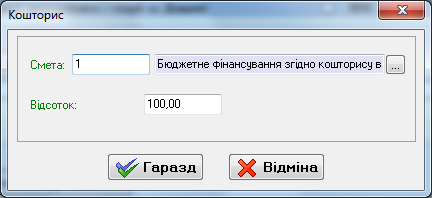 Кошторис
Смета: 1 Бюджетне фінансування згідно кошторису в ...
Відсоток: 100,00
Гаразд Відміна